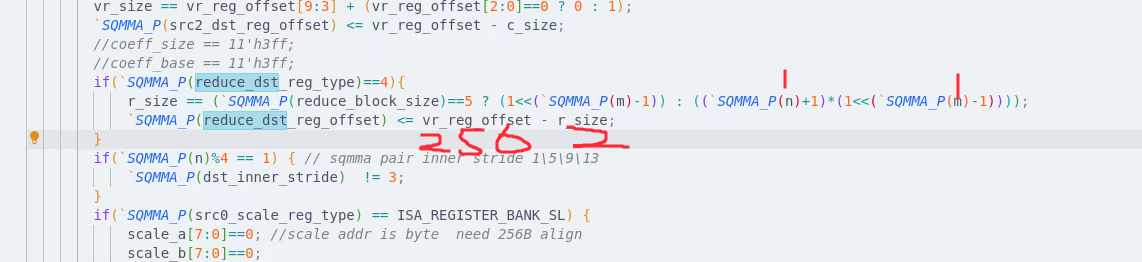 vr_size == vr_reg_offset[9:3] + (vr_reg_offset[2:0]==0 ? 0 : 1);
`SQMMA_P(src2_dst_reg_offset) <= vr_reg_offset - c_size;
//coeff_size == 11'h3ff;
//coeff_base == 11'h3ff;
if(`SQMMA_P(reduce_dst_reg_type)==4){
1 1
r_size == (`SQMMA_P(reduce_block_size)==5 ? (1<<(`SQMMA_P(m)-1)) : ((`SQMMA_P(n)+1)*(1<<(`SQMMA_P(m)-1))));
`SQMMA_P(reduce_dst_reg_offset) <= vr_reg_offset - r_size;
}
256 2
if(`SQMMA_P(n)%4 == 1) { // sqmma pair inner stride 1\5\9\13
`SQMMA_P(dst_inner_stride) != 3;
}
if(`SQMMA_P(src0_scale_reg_type) == ISA_REGISTER_BANK_SL) {
scale_a[7:0]==0; //scale addr is byte need 256B align
scale_b[7:0]==0;